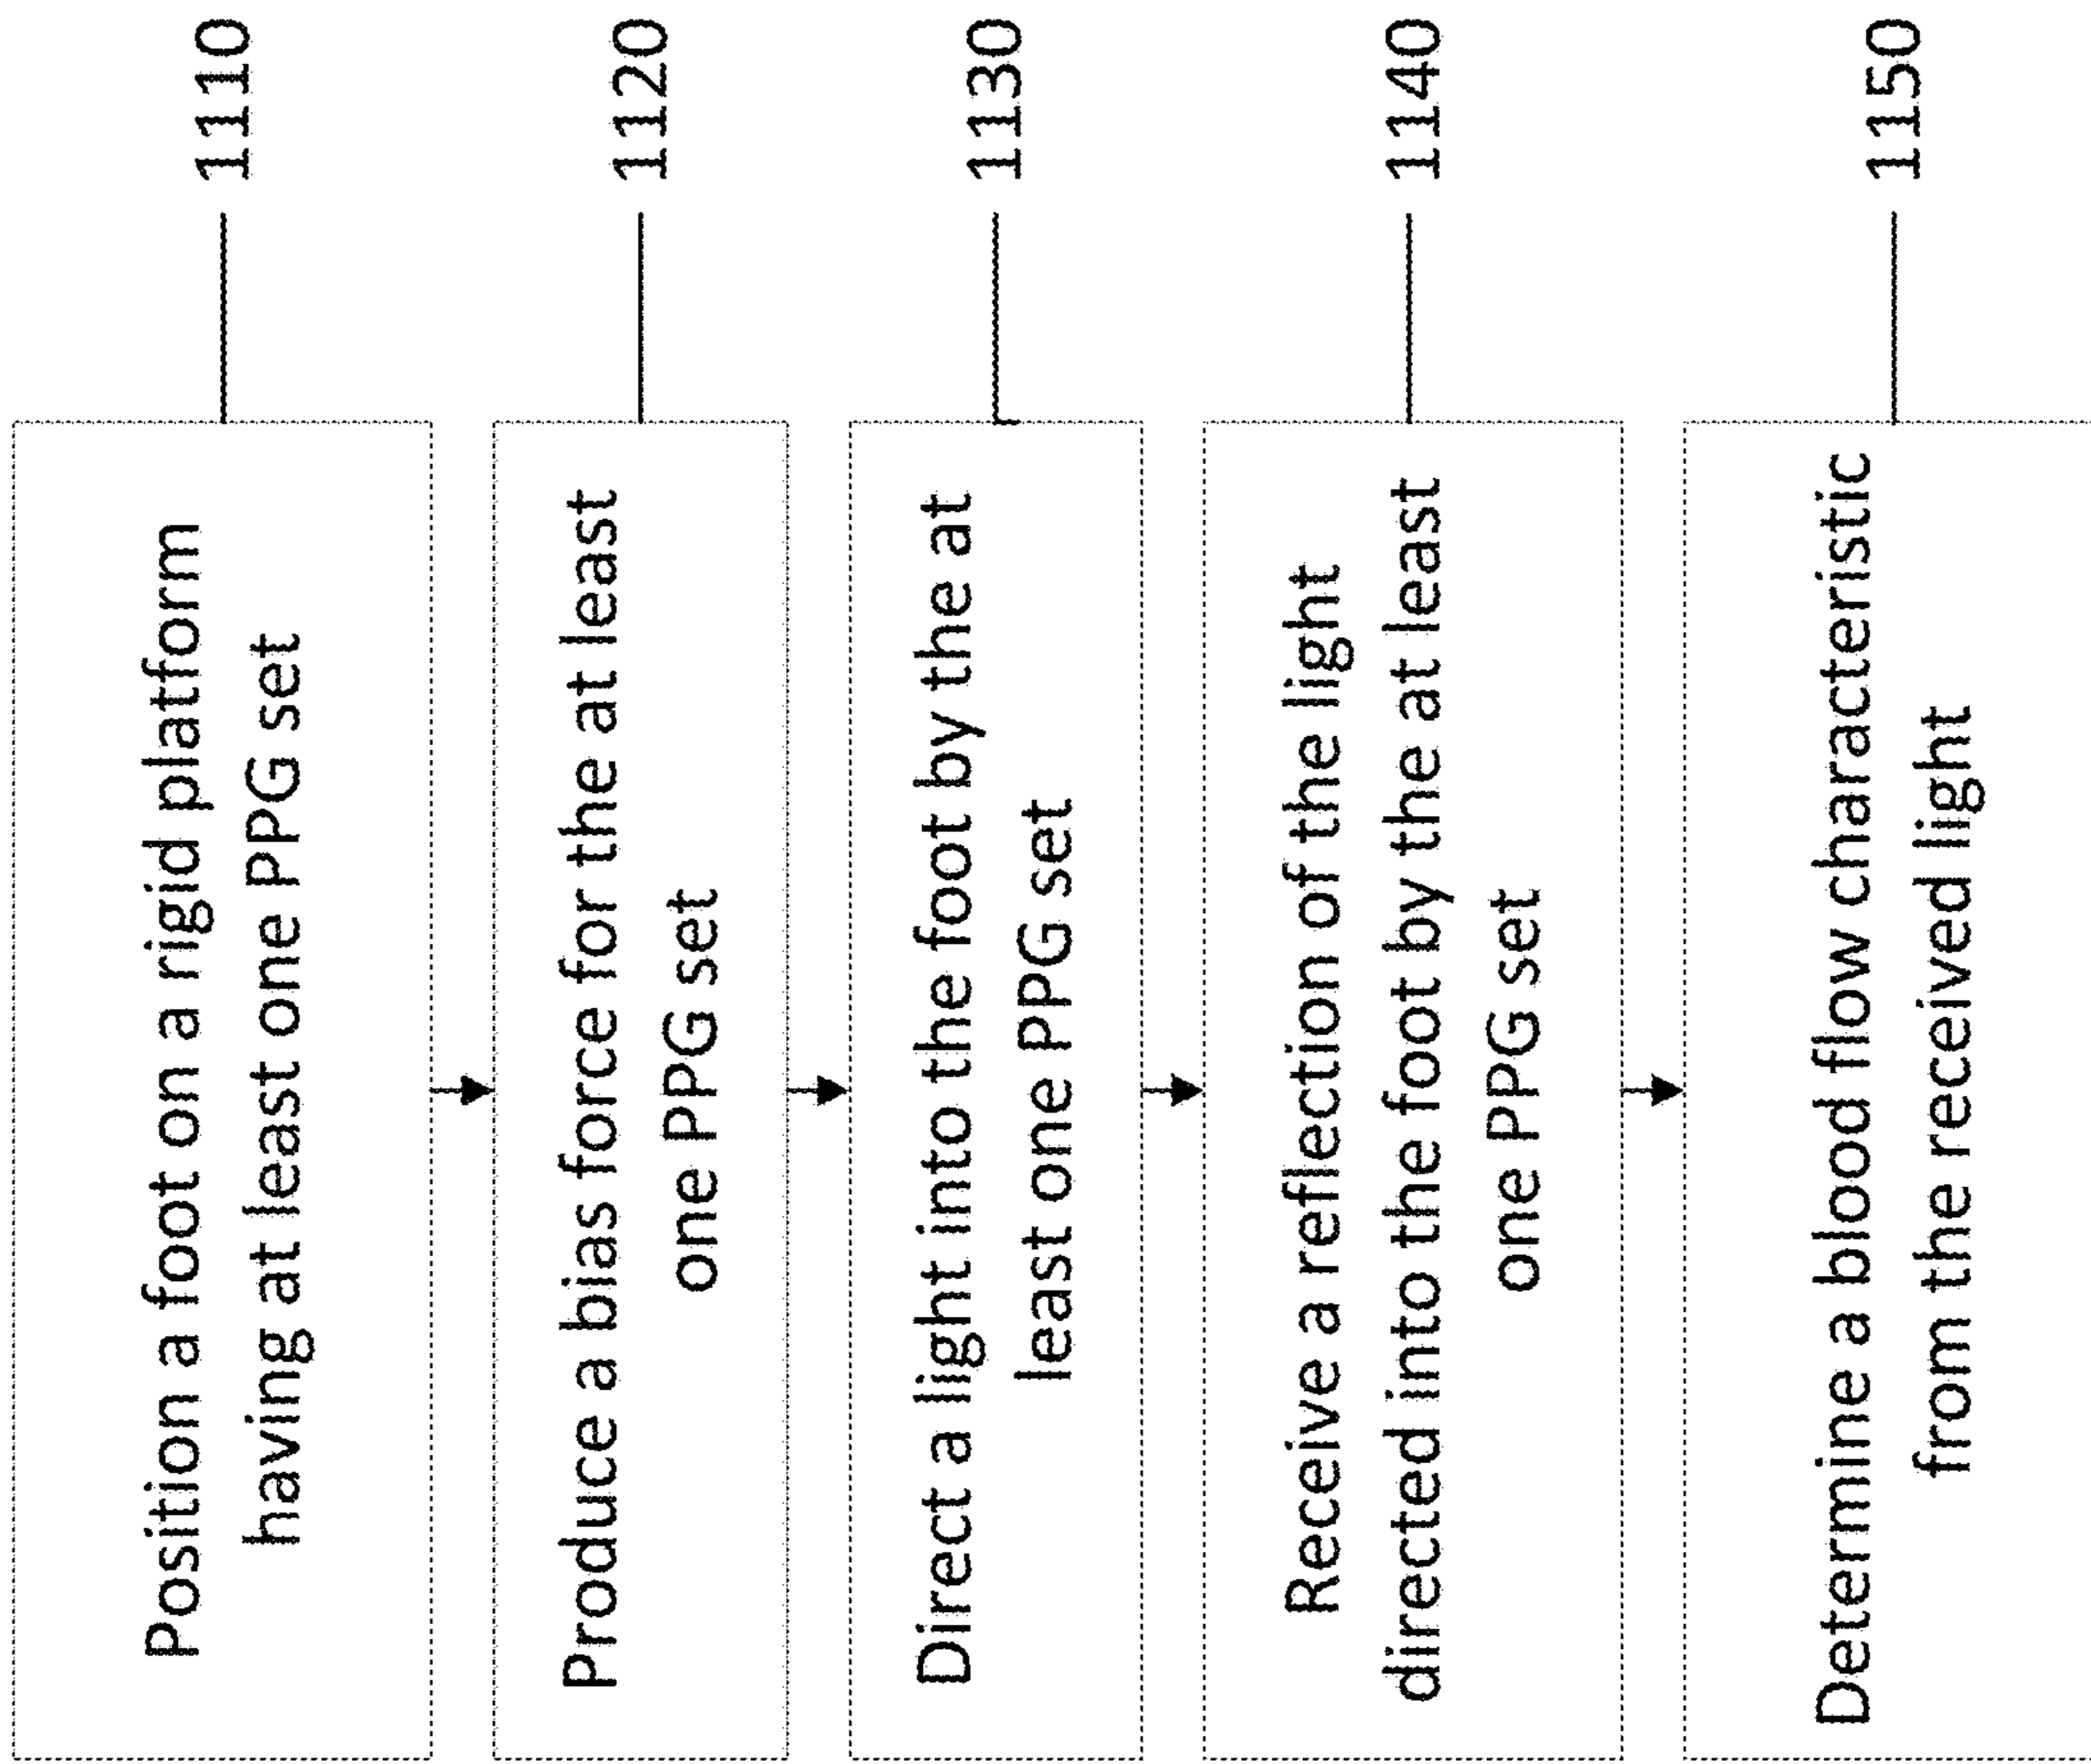 Position a foot on a rigid platform
having at least one PPG set
1110
Produce a bias force for the at least
one PPG set
1120
Direct a light into the foot by the at
least one PPG set
1130
Receive a reflection of the light
directed into the foot by the at least
one PPG set
1140
Determine a blood flow characteristic
from the received light
1150